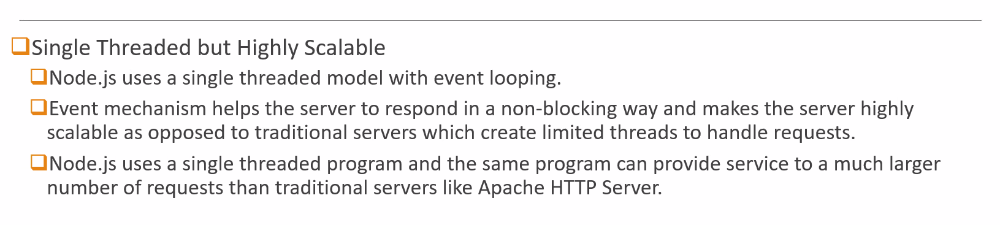 Single Threaded but Highly Scalable
Node.js uses a single threaded model with event looping.
Event mechanism helps the server to respond in a non-blocking way and makes the server highly
scalable as opposed to traditional servers which create limited threads to handle requests.
Node.js uses a single threaded program and the same program can provide service to a much larger
number of requests than traditional servers like Apache HTTP Server.